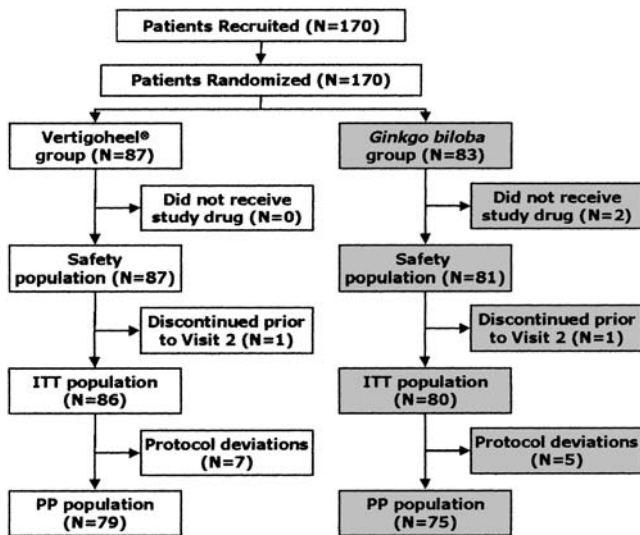 Patients Recruited (N=170)
Patients Randomized (N=170)
Vertigoheel®
group (N=87)
Ginkgo biloba
group (N=83)
Did not receive
study drug (N=0)
Did not receive
study drug (N=2)
Safety
population (N=87)
Safety
population (N=81)
Discontinued prior
to Visit 2 (N=1)
Discontinued prior
to Visit 2 (N=1)
ITT population
(N=86)
ITT population
(N=80)
Protocol deviations
(N=7)
Protocol deviations
(N=5)
PP population
(N=79)
PP population
(N=75)